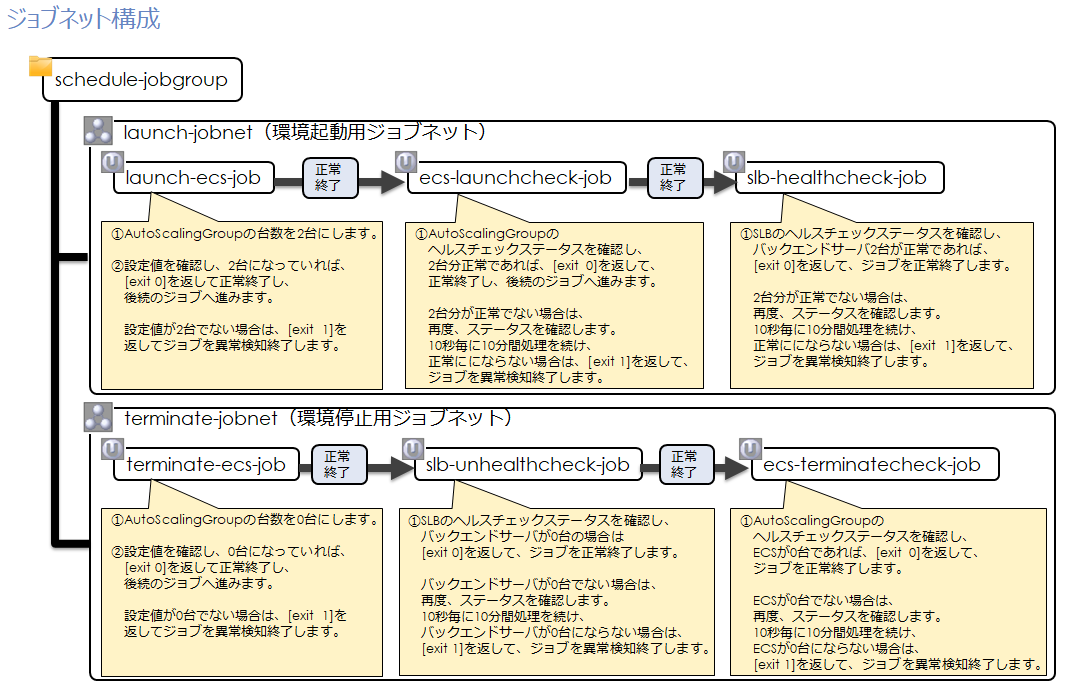 ジョブネット構成
schedule-jobgroup
launch-jobnet（環境起動用ジョブネット）
launch-ecs-job
正常
終了
ecs-launchcheck-job
正常
終了
slb-healthcheck-job
①AutoScalingGroupの台数を2台にします。
②設定値を確認し、2台になっていれば、
[exit 0]を返して正常終了し、
後続のジョブへ進みます。
設定値が2台でない場合は、[exit 1]を
返してジョブを異常検知終了します。
①AutoScalingGroupの
ヘルスチェックステータスを確認し、
2台分正常であれば、[exit 0]を返して、
正常終了し、後続のジョブへ進みます。
2台分が正常でない場合は、
再度、ステータスを確認します。
10秒毎に10分間処理を続け、
正常ににならない場合は、[exit 1]を返して、
ジョブを異常検知終了します。
①SLBのヘルスチェックステータスを確認し、
バックエンドサーバ2台が正常であれば、
[exit 0]を返して、ジョブを正常終了します。
2台分が正常でない場合は、
再度、ステータスを確認します。
10秒毎に10分間処理を続け、
正常ににならない場合は、[exit 1]を返して、
ジョブを異常検知終了します。
terminate-jobnet（環境停止用ジョブネット）
terminate-ecs-job
正常
終了
slb-unhealthcheck-job
正常
終了
ecs-terminatecheck-job
①AutoScalingGroupの台数を0台にします。
②設定値を確認し、0台になっていれば、
[exit 0]を返して正常終了し、
後続のジョブへ進みます。
設定値が0台でない場合は、[exit 1]を
返してジョブを異常検知終了します。
①SLBのヘルスチェックステータスを確認し、
バックエンドサーバが0台の場合は
[exit 0]を返して、ジョブを正常終了します。
バックエンドサーバが0台でない場合は、
再度、ステータスを確認します。
10秒毎に10分間処理を続け、
バックエンドサーバが0台にならない場合は、
[exit 1]を返して、ジョブを異常検知終了します。
①AutoScalingGroupの
ヘルスチェックステータスを確認し、
ECSが0台であれば、[exit 0]を返して、
ジョブを正常終了します。
ECSが0台でない場合は、
再度、ステータスを確認します。
10秒毎に10分間処理を続け、
ECSが0台にならない場合は、
[exit 1]を返して、ジョブを異常検知終了します。